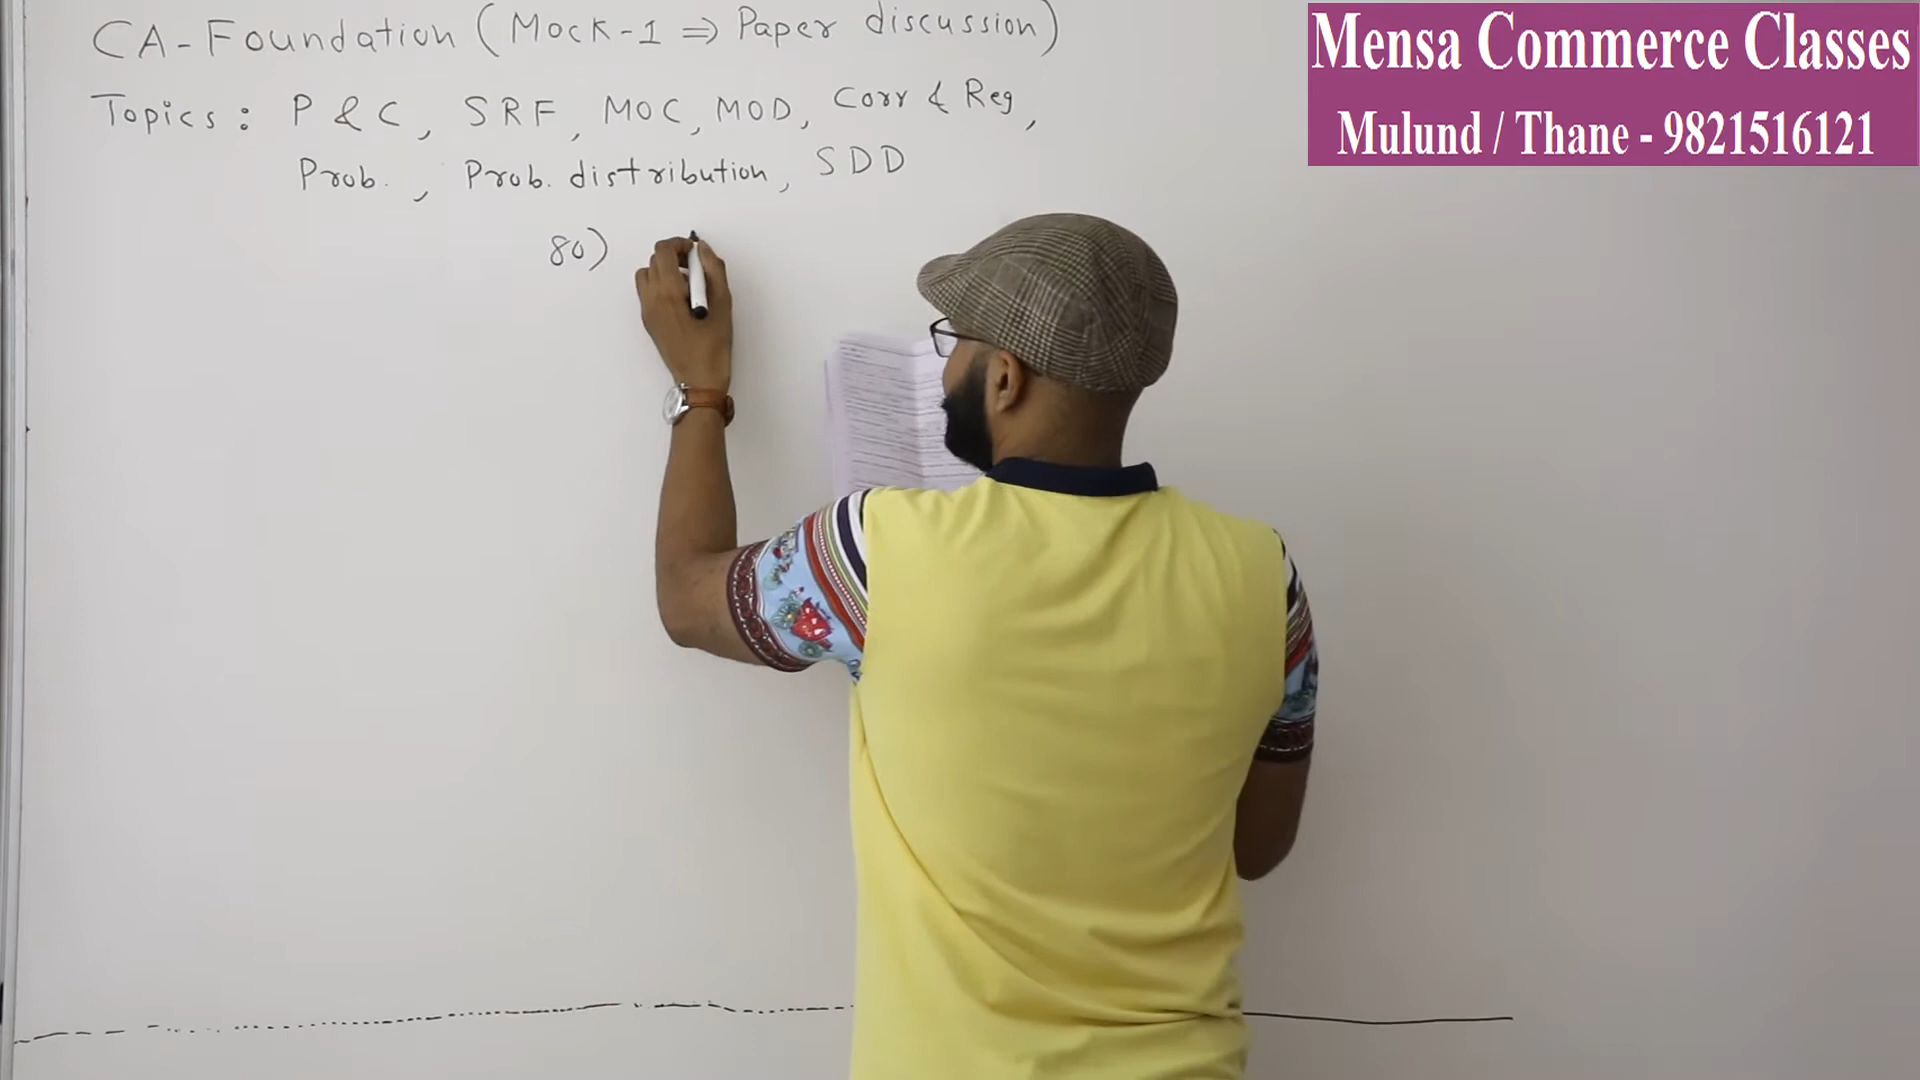 CA-Foundation (Mock-1 ⇒ Paper discussion)
Topics : P & C, SRF, MOC, MOD, Corr & Reg,
Prob., Prob. distribution, SDD
80)
Mensa Commerce Classes
Mulund / Thane - 9821516121